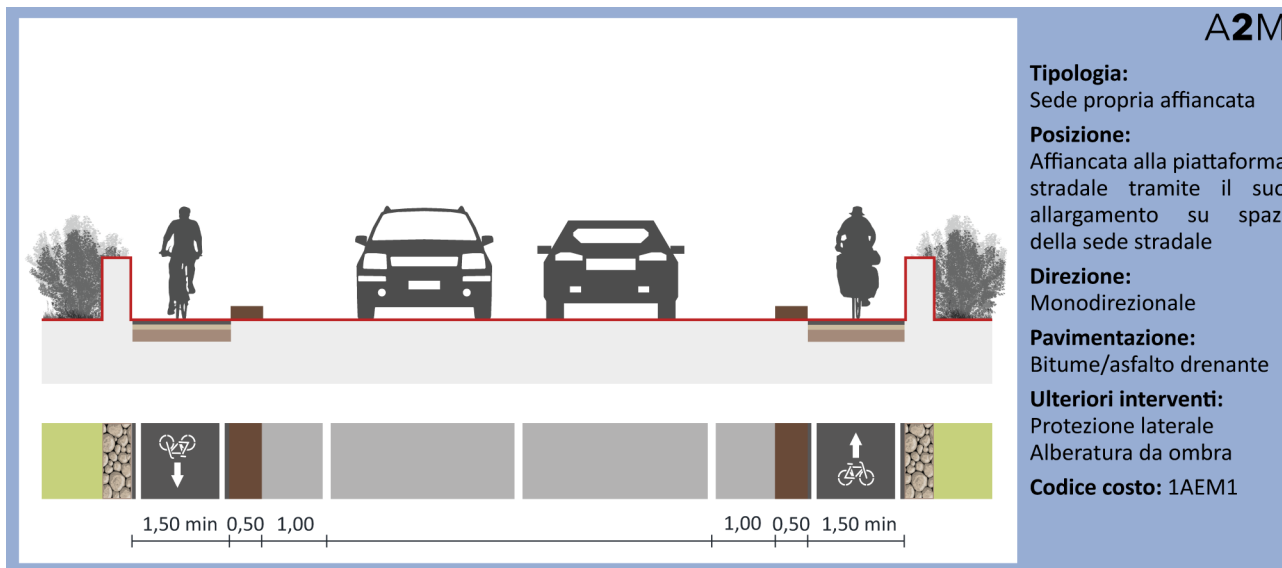 A2M
Tipologia:
Sede propria affiancata
Posizione:
Affiancata alla piattaforma
stradale tramite il suo
allargamento su spaz
della sede stradale
Direzione:
Monodirezionale
Pavimentazione:
Bitume/asfalto drenante
Ulteriori interventi:
Protezione laterale
Alberatura da ombra
Codice costo: 1AEM1
1,50 min 0,50 1,00
1,00 0,50 1,50 min